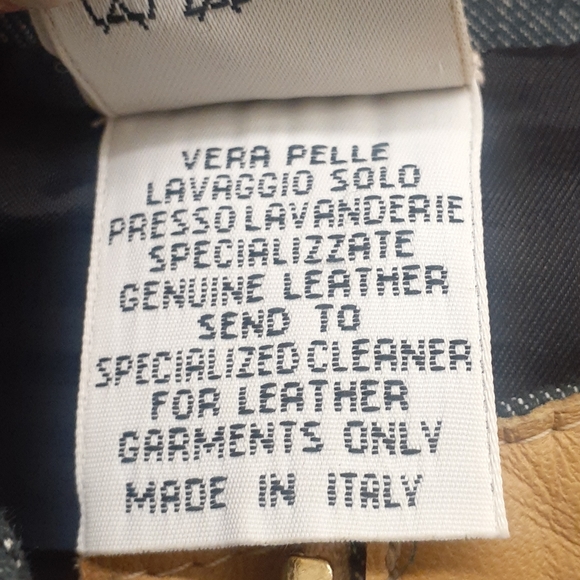 VERA PELLE
LAVAGGIO SOLO
PRESSO LAVANDERIE
SPECIALIZZATE
GENUINE LEATHER
SEND TO
SPECIALIZED CLEANER
FOR LEATHER
GARMENTS ONLY
MADE IN ITALY